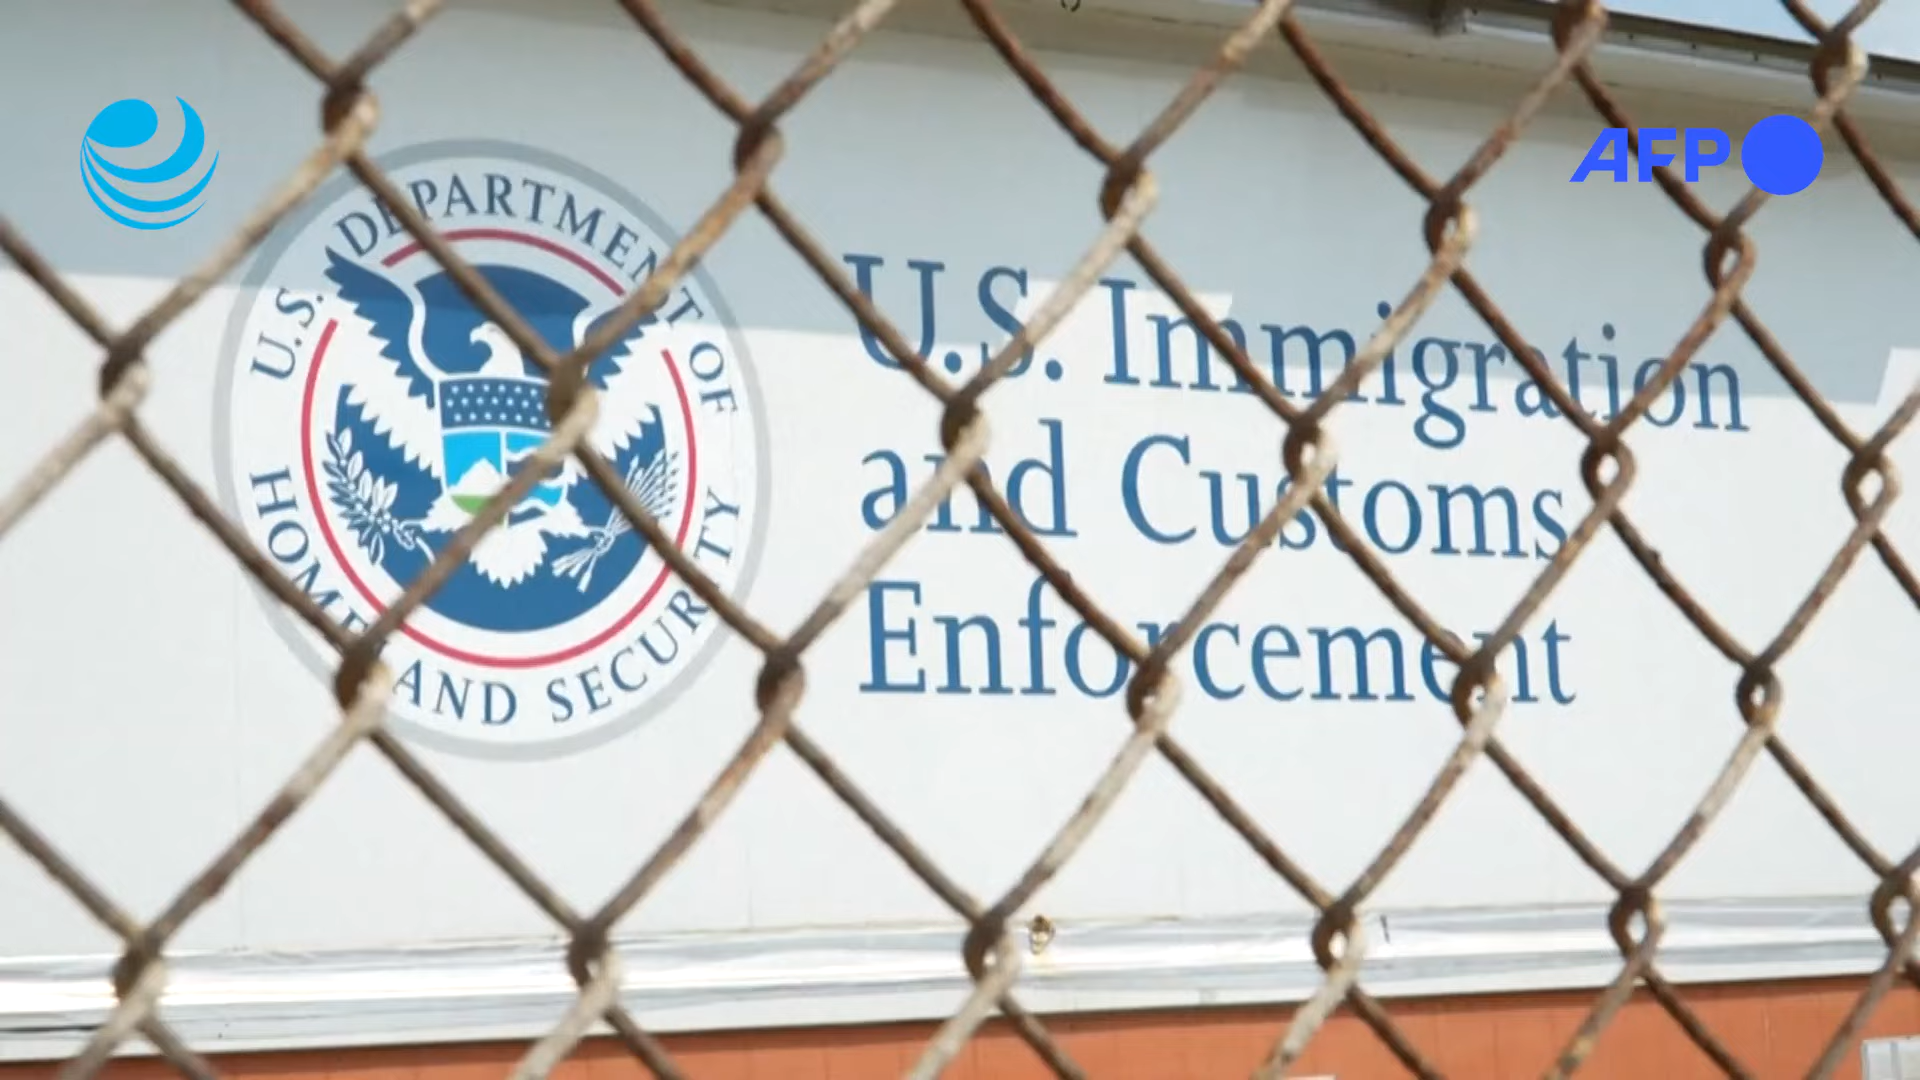 AFP
U.S. DEPARTMENT OF
HOMELAND SECURITY
U.S. Immigration
and Customs
Enforcement